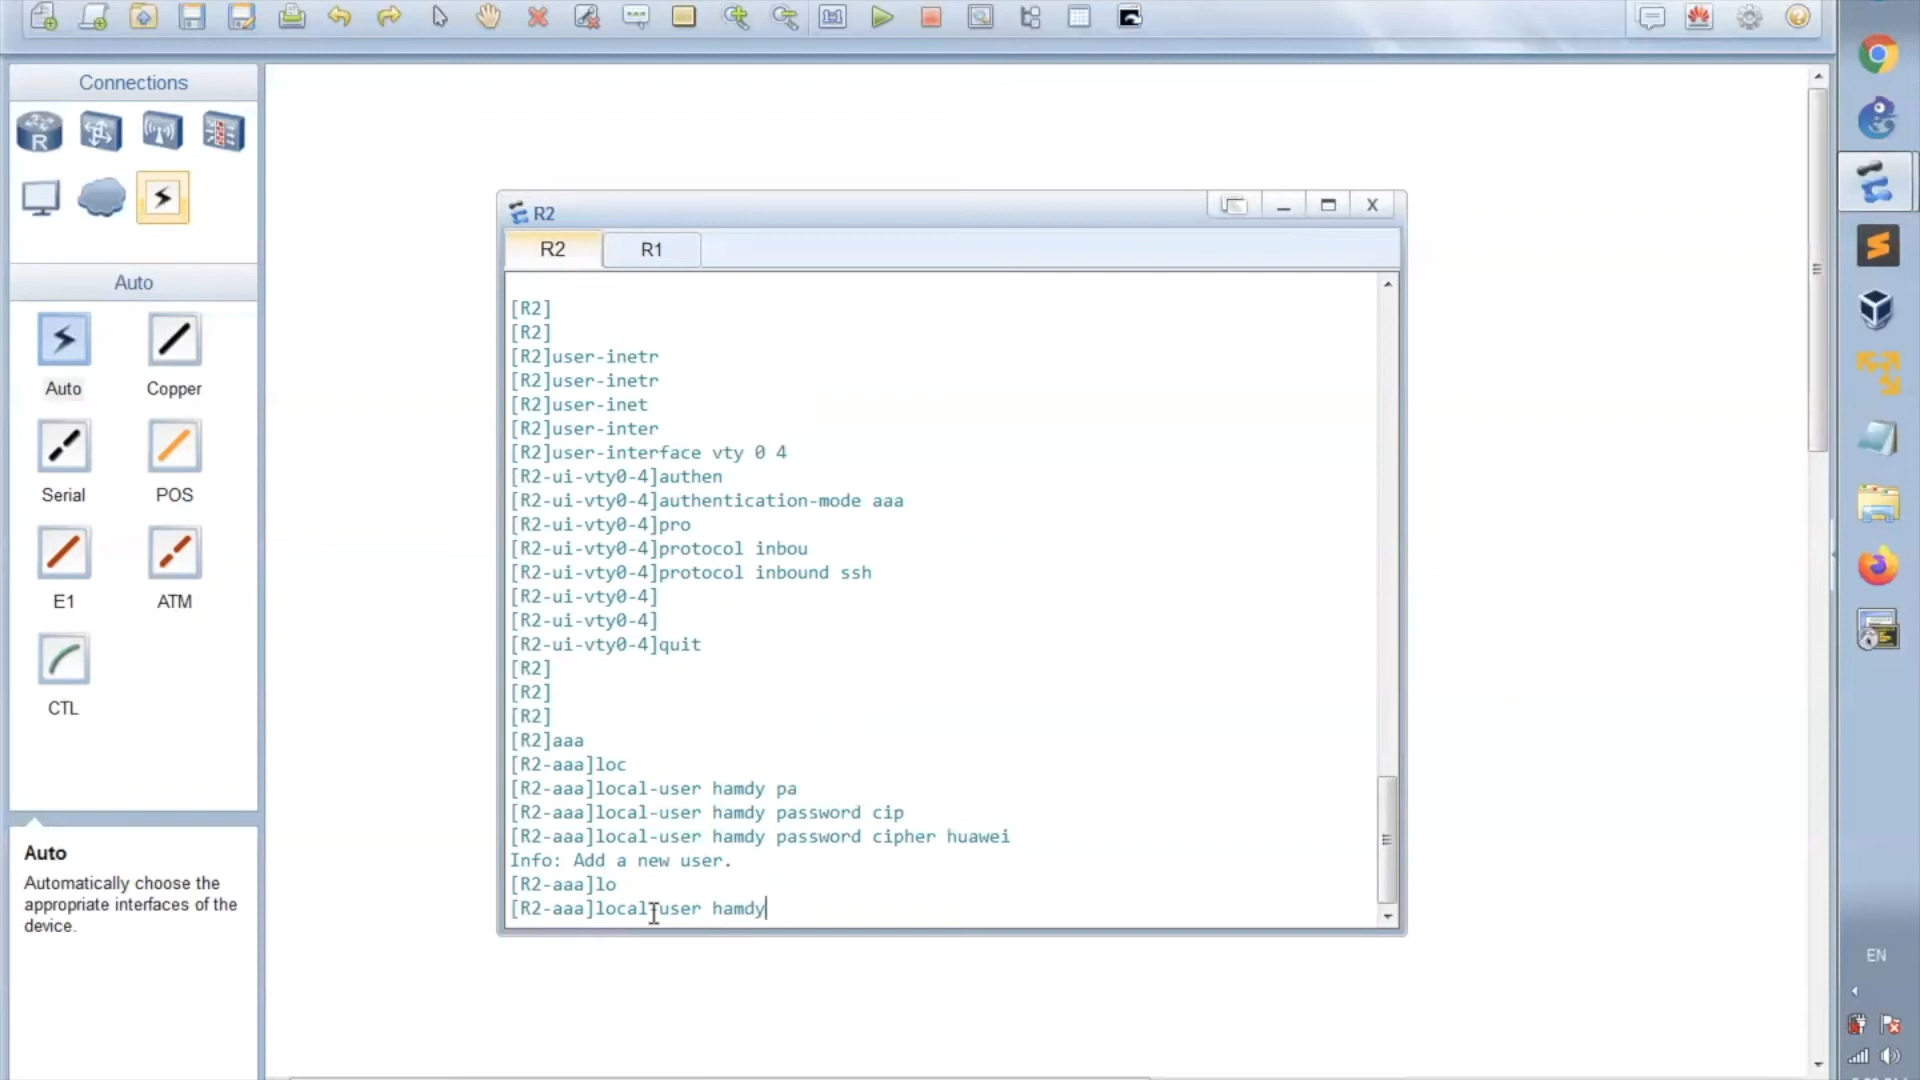 Connections
R
Auto
Auto
Copper
Serial
POS
E1
ATM
CTL
Auto
Automatically choose the
appropriate interfaces of the
device.
R2
R2
R1
[R2]
[R2]
[R2]user-inetr
[R2]user-inetr
[R2]user-inet
[R2]user-inter
[R2]user-interface vty 0 4
[R2-ui-vty0-4]authen
[R2-ui-vty0-4]authentication-mode aaa
[R2-ui-vty0-4]pro
[R2-ui-vty0-4]protocol inbou
[R2-ui-vty0-4]protocol inbound ssh
[R2-ui-vty0-4]
[R2-ui-vty0-4]
[R2-ui-vty0-4]quit
[R2]
[R2]
[R2]
[R2]aaa
[R2-aaa]loc
[R2-aaa]local-user hamdy pa
[R2-aaa]local-user hamdy password cip
[R2-aaa]local-user hamdy password cipher huawei
Info: Add a new user.
[R2-aaa]lo
[R2-aaa]local-user hamdy
EN